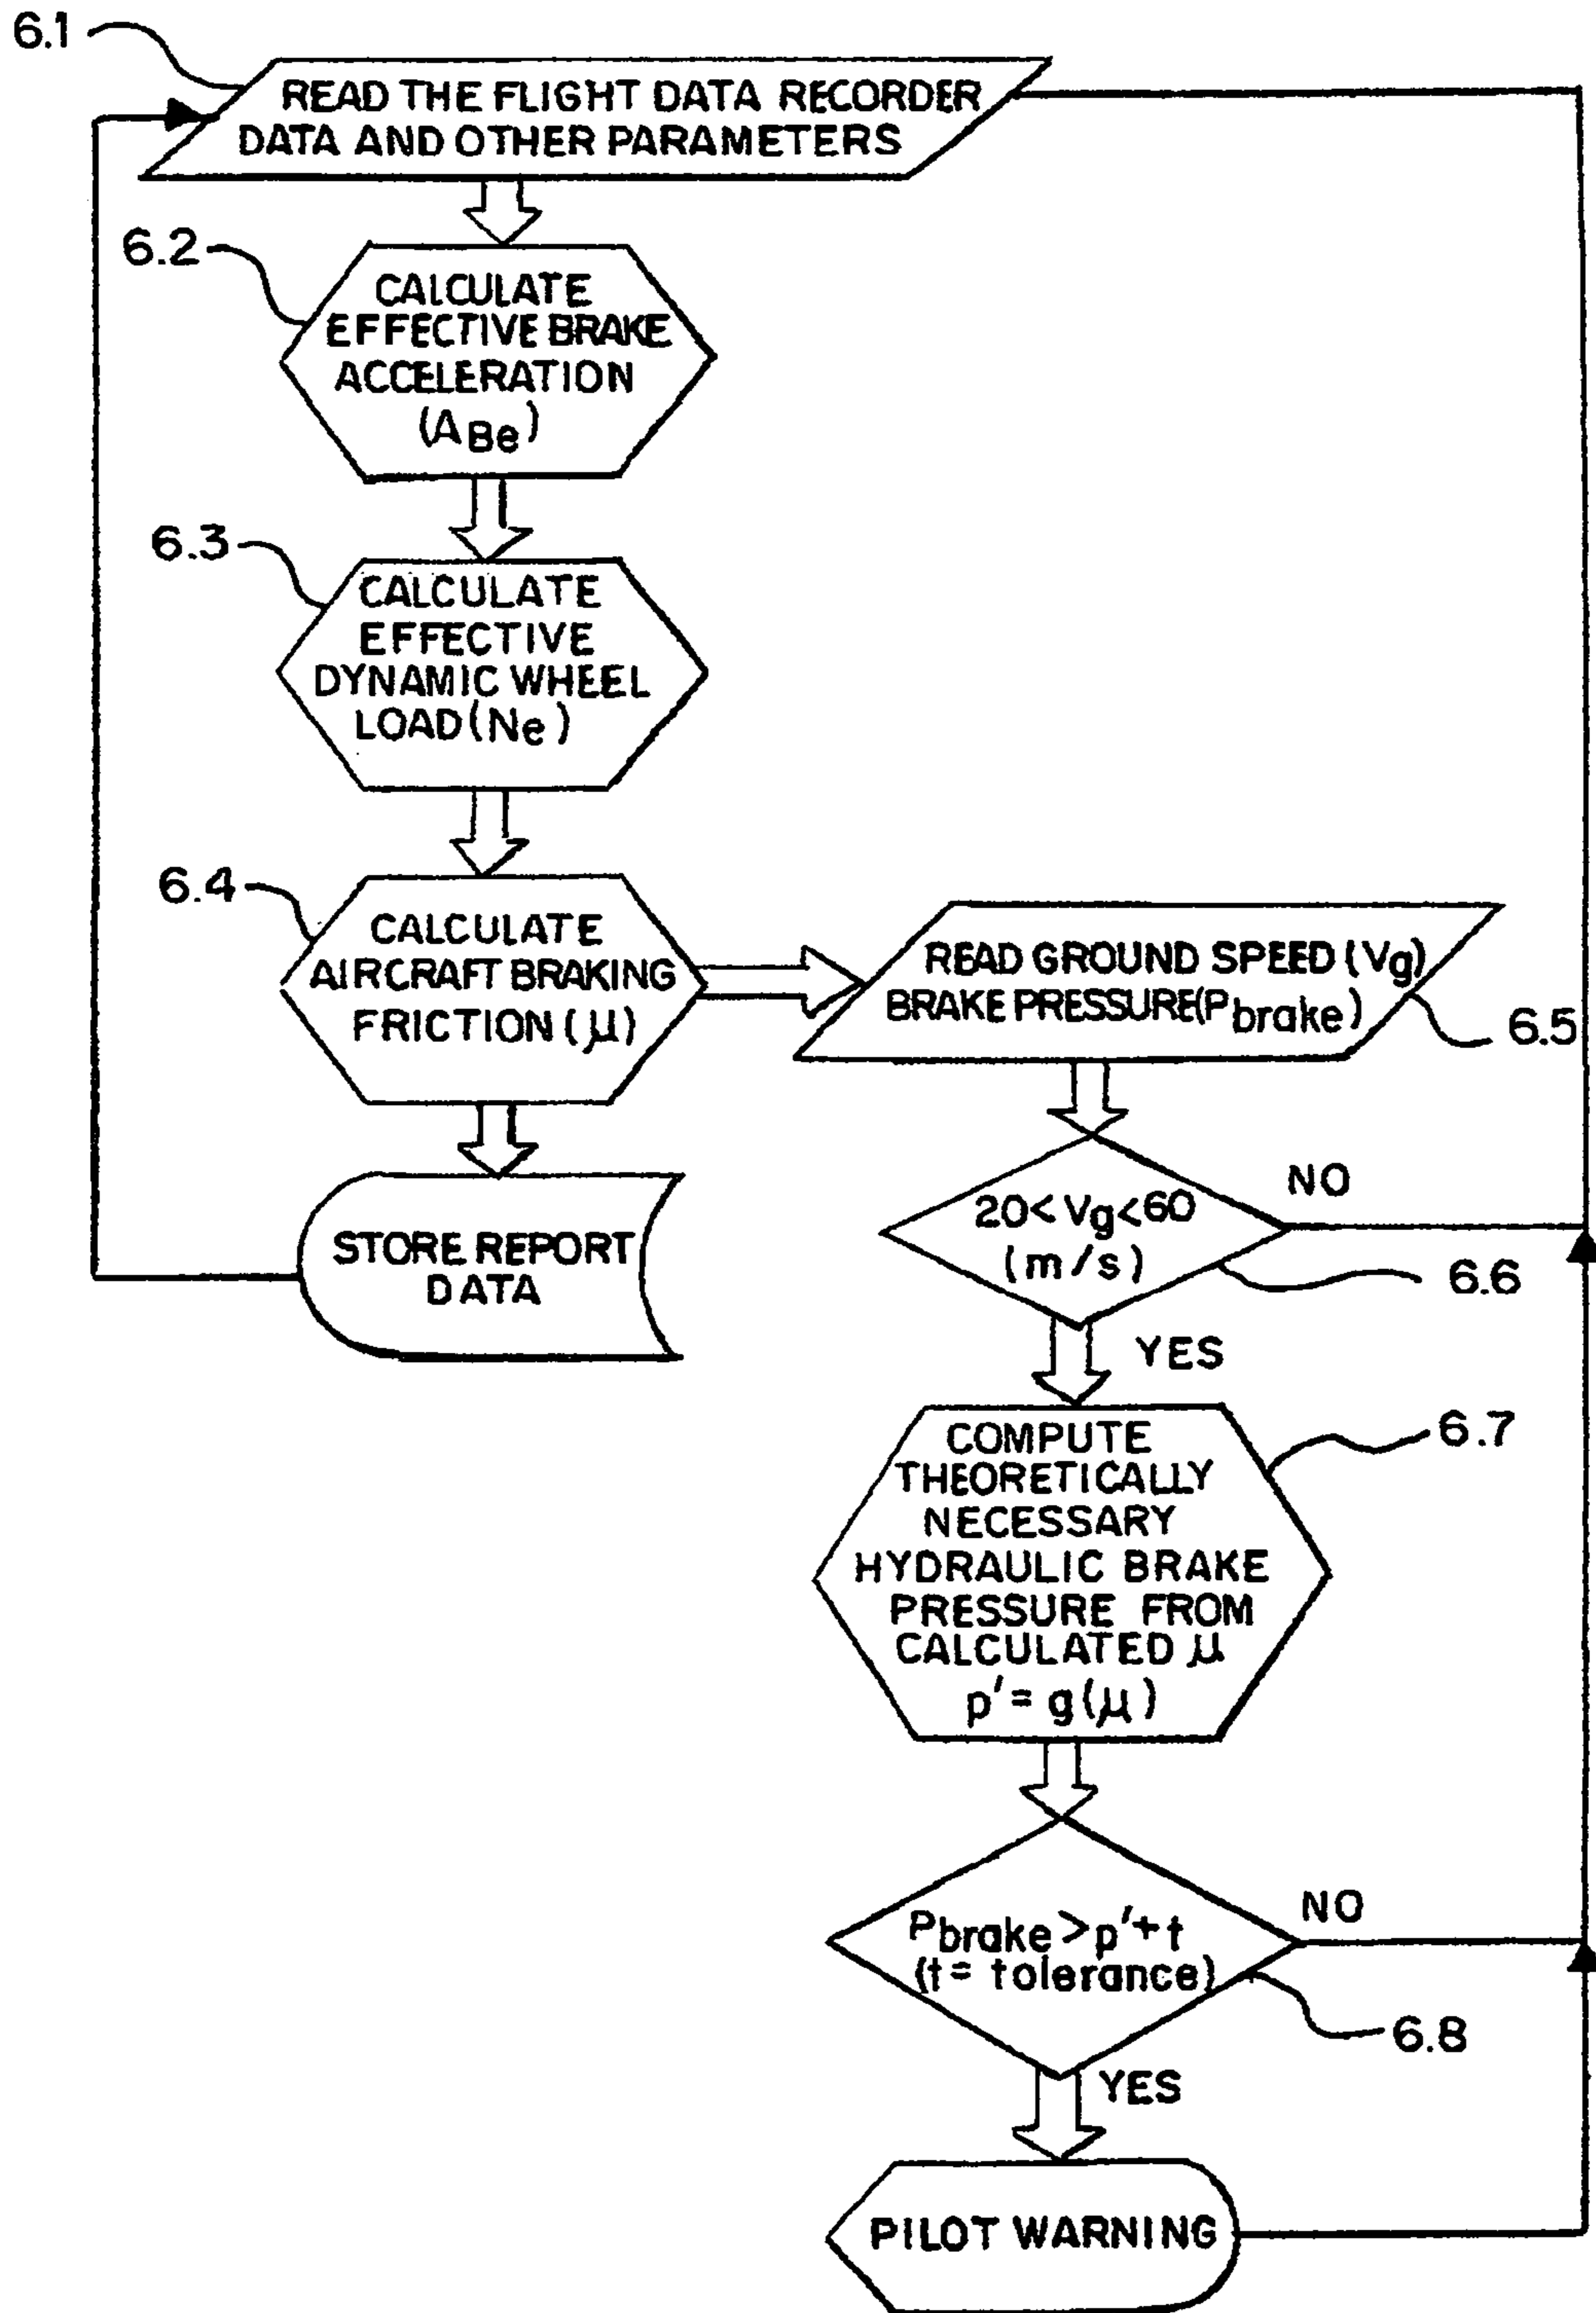 6.1
READ THE FLIGHT DATA RECORDER
DATA AND OTHER PARAMETERS
6.2
CALCULATE
EFFECTIVE BRAKE
ACCELERATION
(ABe)
6.3
CALCULATE
EFFECTIVE
DYNAMIC WHEEL
LOAD(Ne)
6.4
CALCULATE
AIRCRAFT BRAKING
FRICTION(μ)
READ GROUND SPEED (Vg)
BRAKE PRESSURE(Pbrake)
6.5
STORE REPORT
DATA
20< Vg<60
(m/s)
NO
6.6
YES
COMPUTE
THEORETICALLY
NECESSARY
HYDRAULIC BRAKE
PRESSURE FROM
CALCULATED μ
p'= g(μ)
6.7
Pbrake >p'+t
(t= tolerance)
NO
6.8
YES
PILOT WARNING